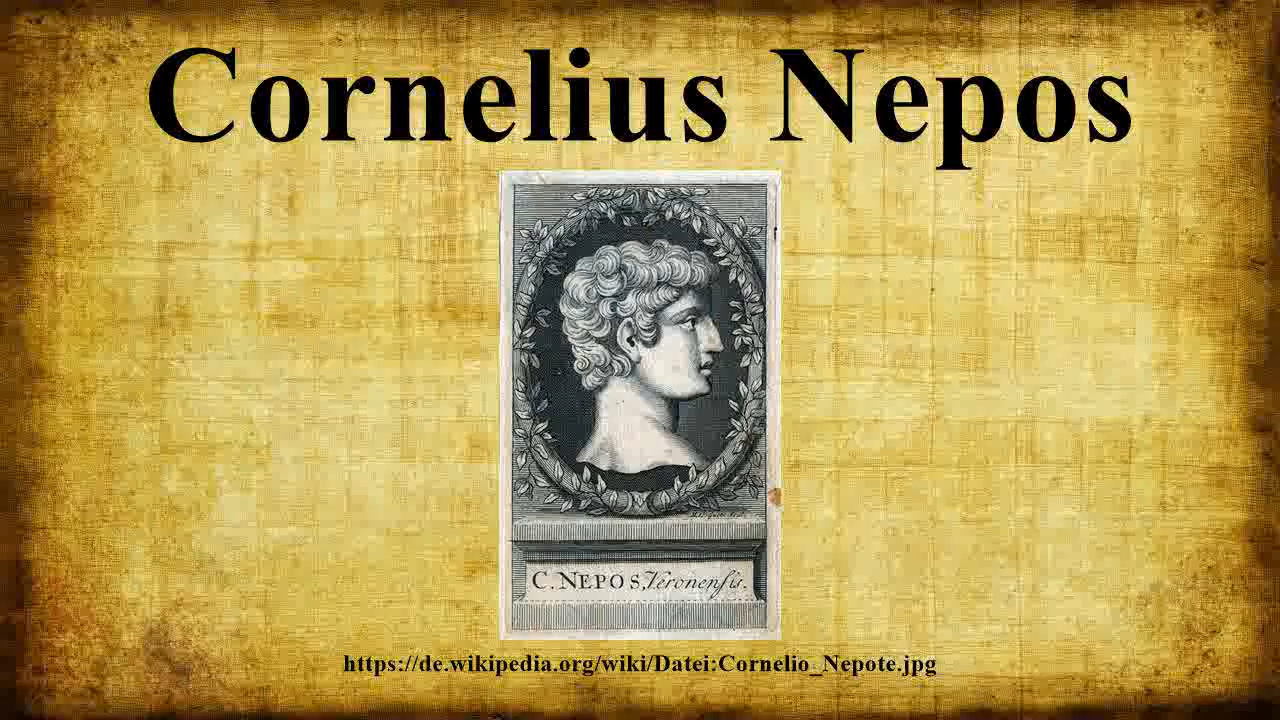 Cornelius Nepos
C. NEPOS, Veronenſis.
https://de.wikipedia.org/wiki/Datei:Cornelio_Nepote.jpg